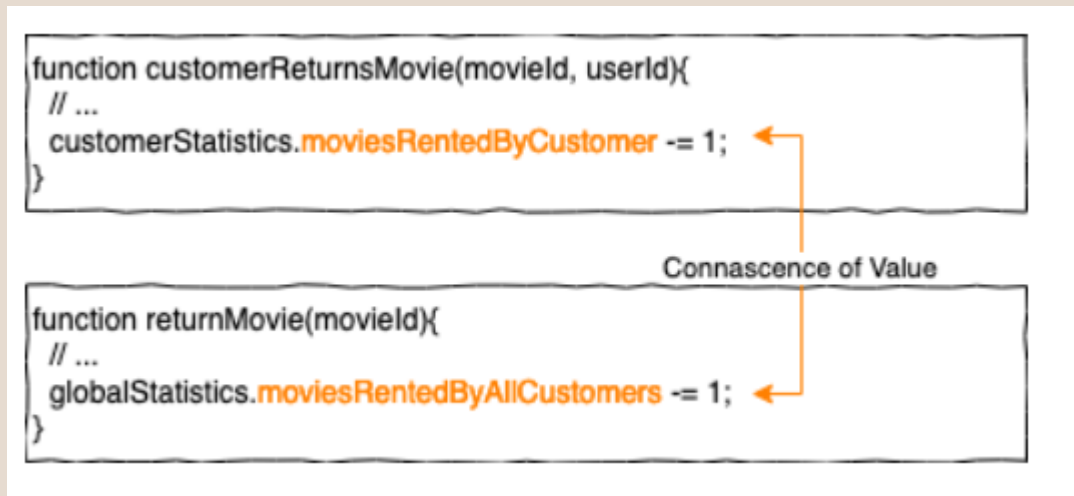 function customerReturnsMovie(movieId, userId){
// ...
customerStatistics.moviesRentedByCustomer -= 1;
}
Connascence of Value
function returnMovie(movieId){
// ...
globalStatistics.moviesRentedByAllCustomers -= 1;
}